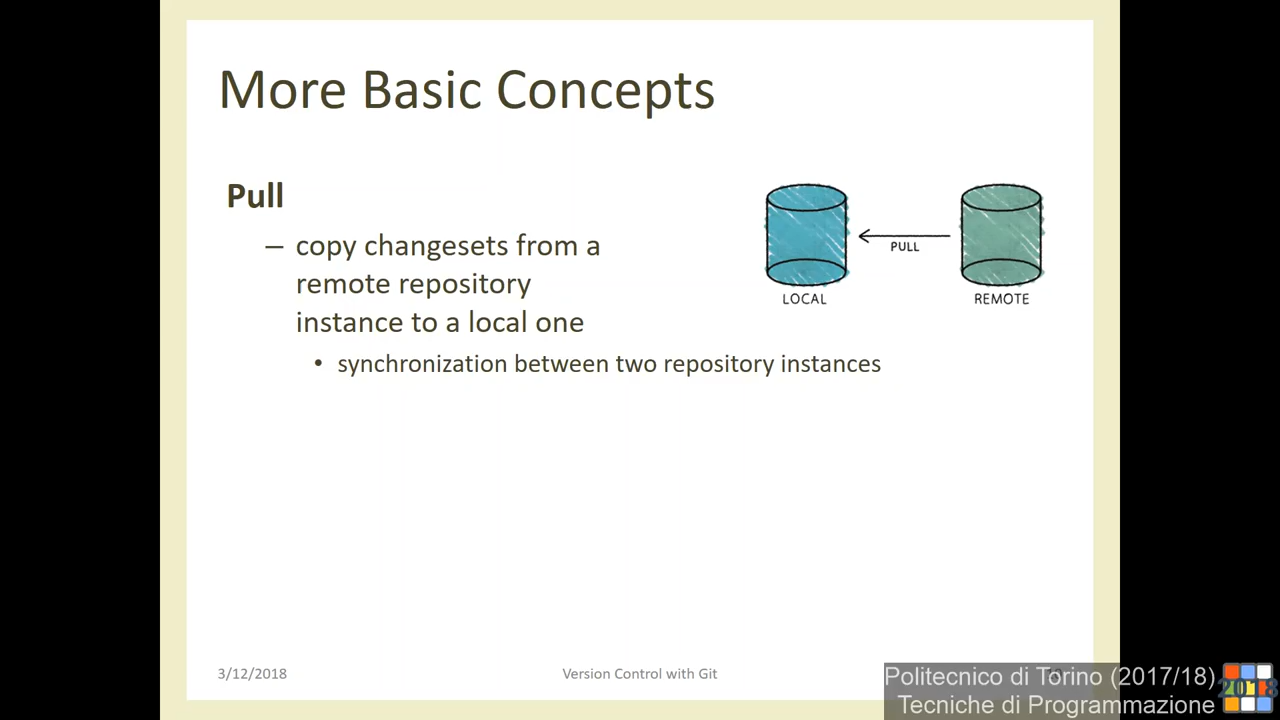 More Basic Concepts
Pull
– copy changesets from a
remote repository
instance to a local one
• synchronization between two repository instances
PULL
LOCAL
REMOTE
3/12/2018
Version Control with Git
Politecnico di Torino (2017/18)
Tecniche di Programmazione
2018